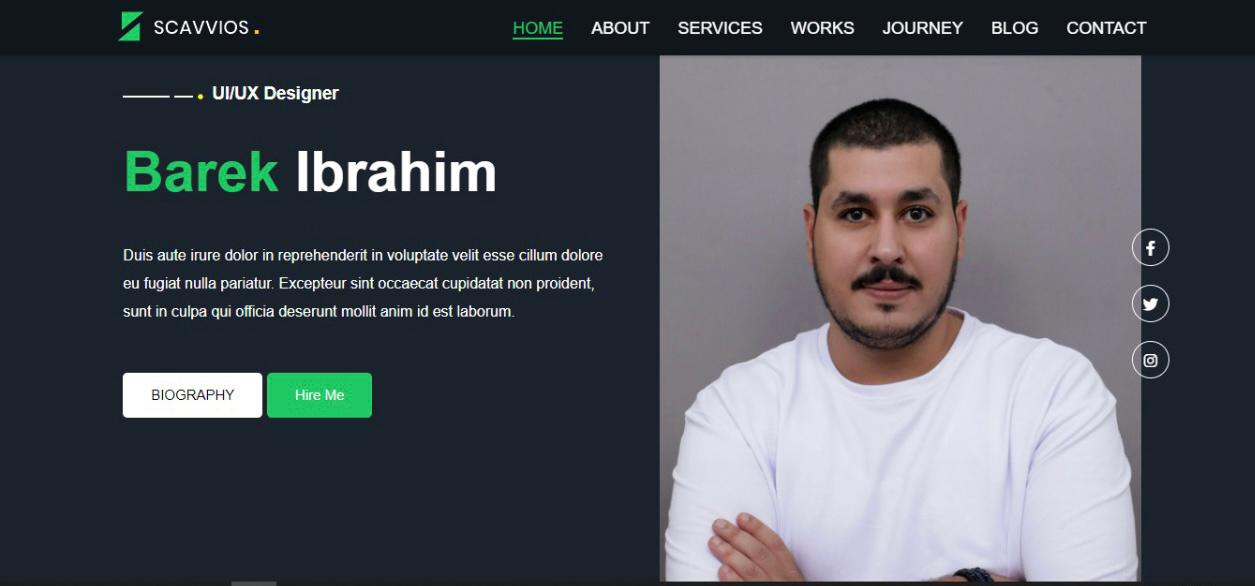 SCAVVIOS.
HOME ABOUT SERVICES WORKS JOURNEY BLOG CONTACT
UI/UX Designer
Barek Ibrahim
Duis aute irure dolor in reprehenderit in voluptate velit esse cillum dolore
eu fugiat nulla pariatur. Excepteur sint occaecat cupidatat non proident,
sunt in culpa qui officia deserunt mollit anim id est laborum.
BIOGRAPHY Hire Me